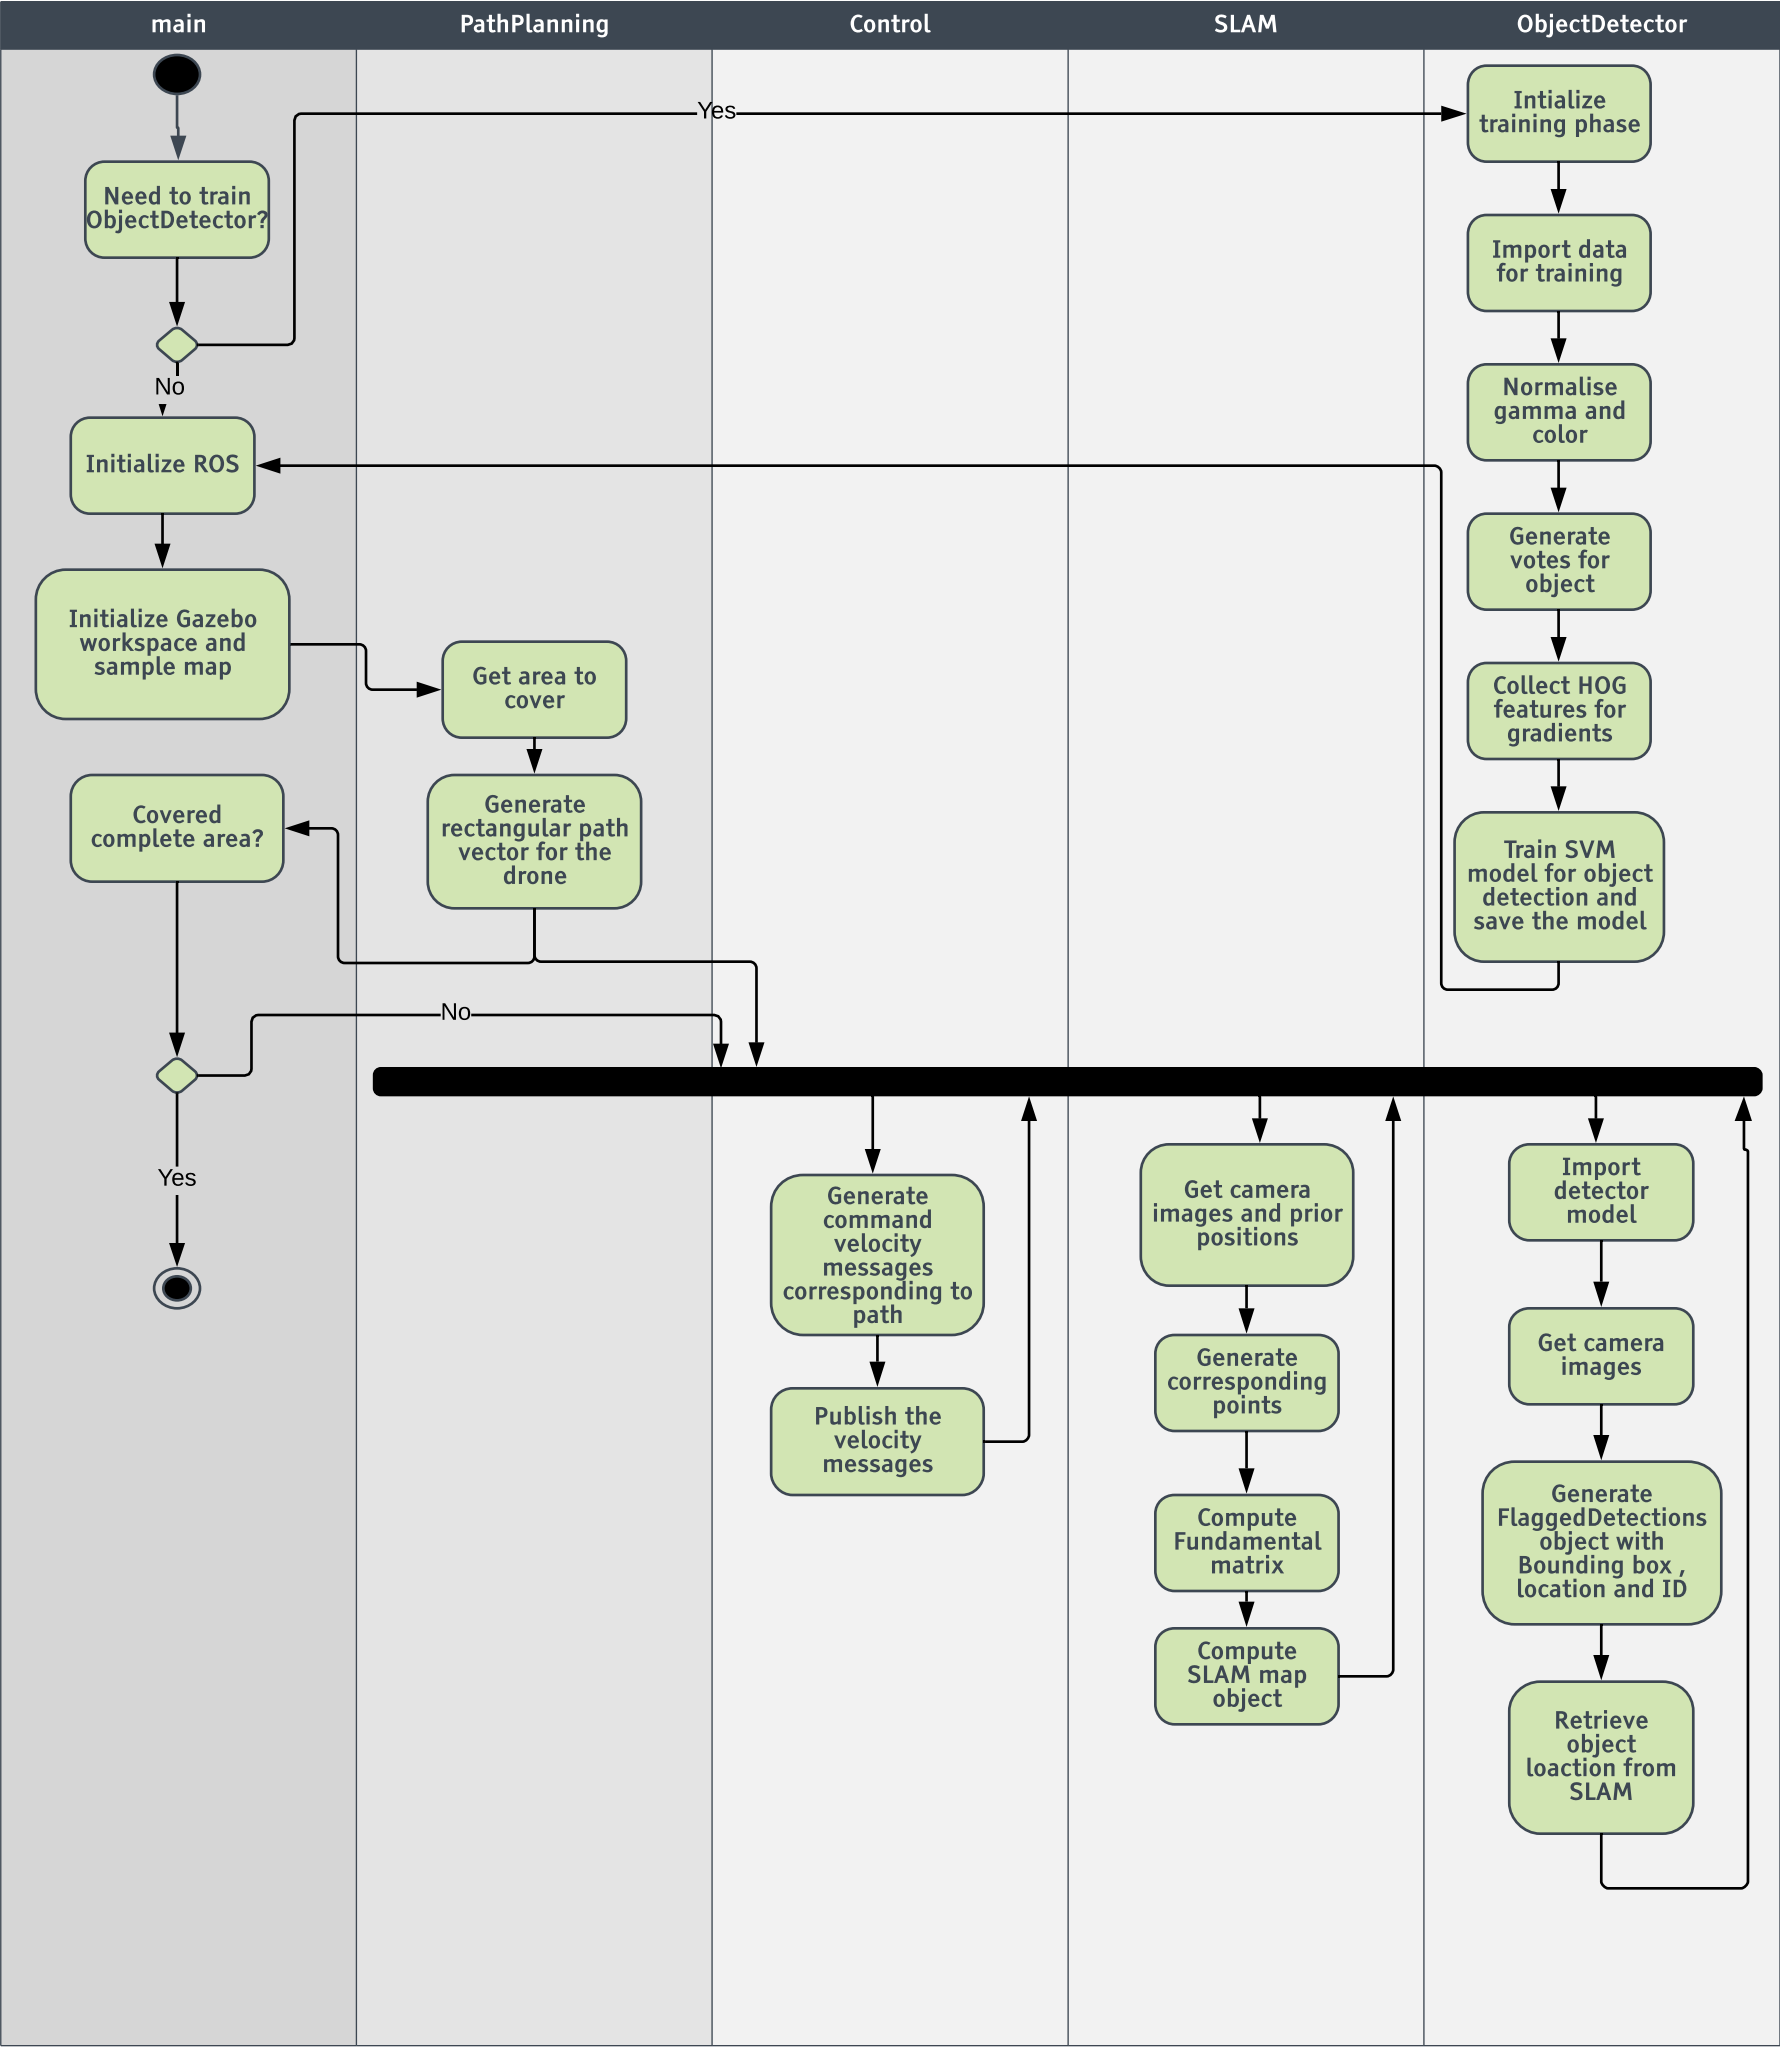 main
PathPlanning
Control
SLAM
ObjectDetector
Need to train
ObjectDetector?
Yes
No
Initialize ROS
Initialize Gazebo
workspace and
sample map
Covered
complete area?
No
Yes
Get area to
cover
Generate
rectangular path
vector for the
drone
Generate
command
velocity
messages
corresponding to
path
Publish the
velocity
messages
Get camera
images and prior
positions
Generate
corresponding
points
Compute
Fundamental
matrix
Compute
SLAM map
object
Intialize
training phase
Import data
for training
Normalise
gamma and
color
Generate
votes for
object
Collect HOG
features for
gradients
Train SVM
model for object
detection and
save the model
Import
detector
model
Get camera
images
Generate
FlaggedDetections
object with
Bounding box ,
location and ID
Retrieve
object
loaction from
SLAM